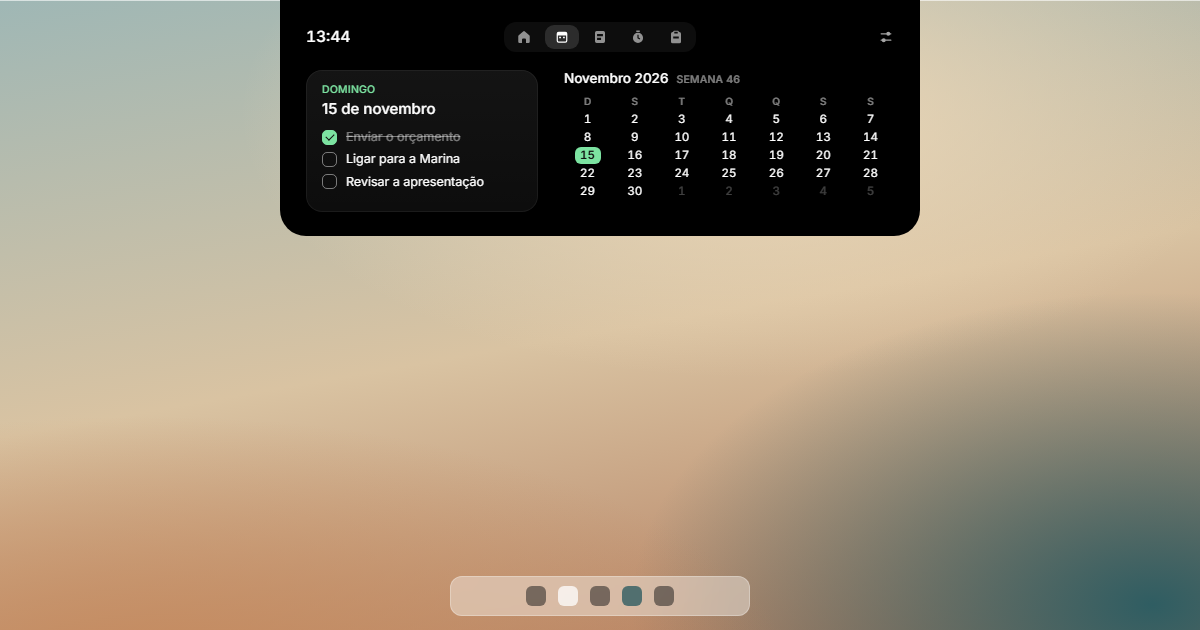 13:44
DOMINGO
15 de novembro
Enviar o orçamento
Ligar para a Marina
Revisar a apresentação
Novembro 2026 SEMANA 46
D S T Q Q S S
1 2 3 4 5 6 7
8 9 10 11 12 13 14
15 16 17 18 19 20 21
22 23 24 25 26 27 28
29 30 1 2 3 4 5